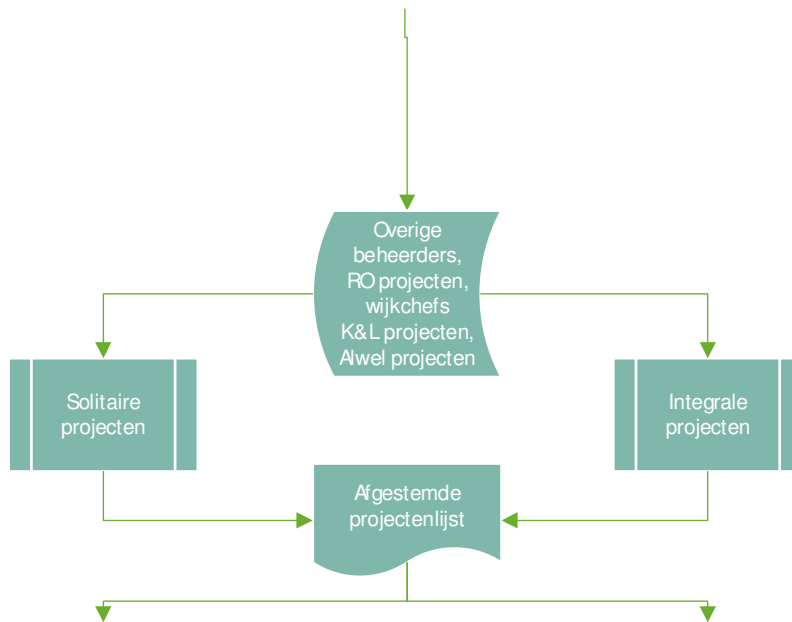 Overige
beheerders,
RO projecten,
wijkchefs
K&L projecten,
Alwel projecten
Solitaire
projecten
Integrale
projecten
Afgestemde
projectenlijst